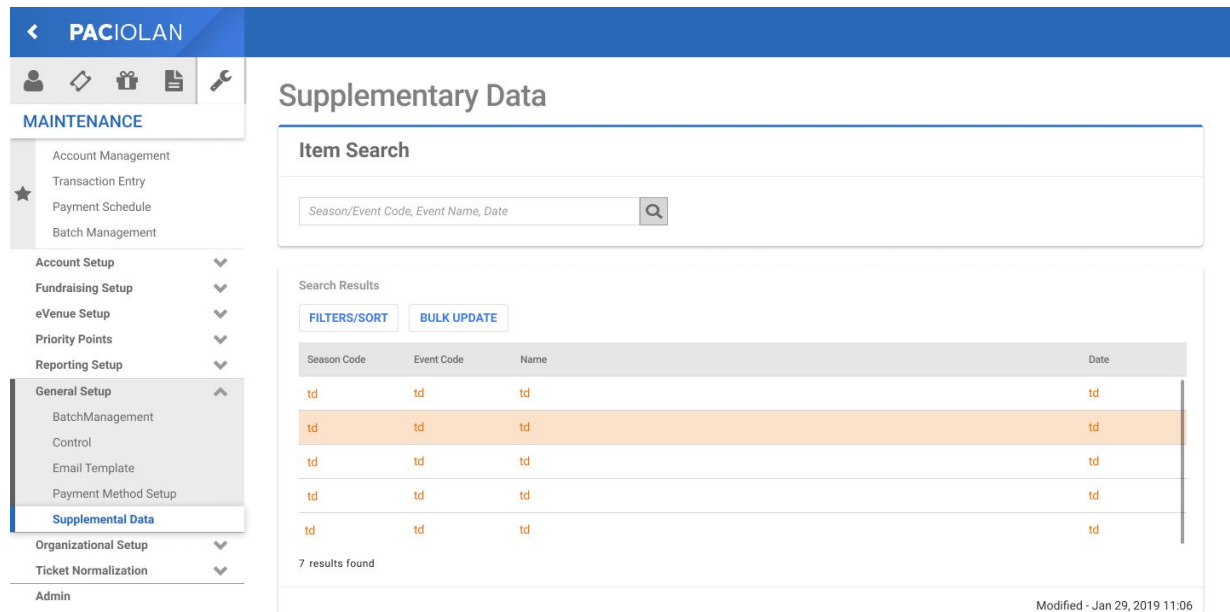 PACIOLAN
MAINTENANCE
Account Management
Transaction Entry
Payment Schedule
Batch Management
Account Setup
Fundraising Setup
eVenue Setup
Priority Points
Reporting Setup
General Setup
BatchManagement
Control
Email Template
Payment Method Setup
Supplemental Data
Organizational Setup
Ticket Normalization
Admin
Supplementary Data
Item Search
Season/Event Code, Event Name, Date
Search Results
FILTERS/SORT BULK UPDATE
Season Code Event Code Name Date
td td td td
td td td td
td td td td
td td td td
td td td td
7 results found
Modified - Jan 29, 2019 11:06